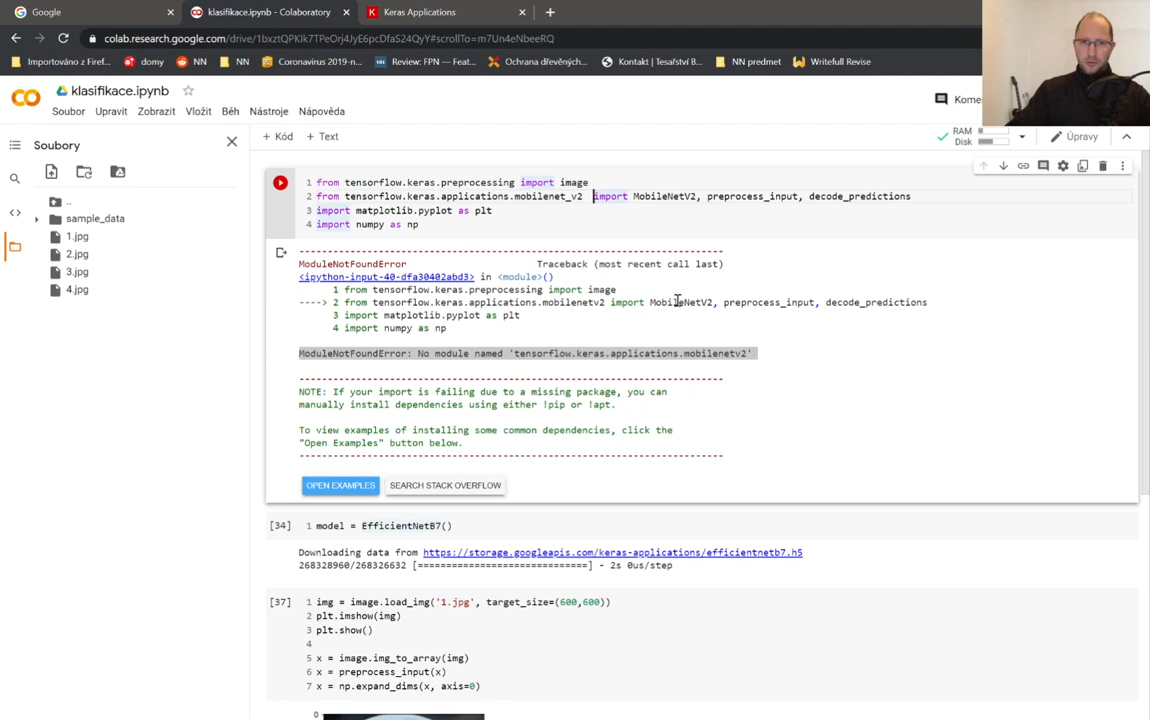 Google
klasifikace.ipynb - Colaboratory
Keras Applications
colab.research.google.com/drive/1bxztQPKIk7TPeOrj4JyE6pcDfaS24QyY#scrollTo=m7Un4eNbeeRQ
Importováno z Firef...
domy
NN
NN
Coronavirus 2019-n...
Review: FPN — Feat...
Ochrana dřevěných...
Kontakt | Tesařství B...
NN predmet
Writefull Revise
klasifikace.ipynb
Soubor Upravit Zobrazit Vložit Běh Nástroje Nápověda
RAM
Disk
Úpravy
Soubory
+ Kód + Text
..
sample_data
1.jpg
2.jpg
3.jpg
4.jpg
1 from tensorflow.keras.preprocessing import image
2 from tensorflow.keras.applications.mobilenet_v2 import MobileNetV2, preprocess_input, decode_predictions
3 import matplotlib.pyplot as plt
4 import numpy as np
---------------------------------------------------------------------------
ModuleNotFoundError Traceback (most recent call last)
<ipython-input-40-dfa30402abd3> in <module>()
1 from tensorflow.keras.preprocessing import image
----> 2 from tensorflow.keras.applications.mobilenetv2 import MobileNetV2, preprocess_input, decode_predictions
3 import matplotlib.pyplot as plt
4 import numpy as np
ModuleNotFoundError: No module named 'tensorflow.keras.applications.mobilenetv2'
---------------------------------------------------------------------------
NOTE: If your import is failing due to a missing package, you can
manually install dependencies using either !pip or !apt.
To view examples of installing some common dependencies, click the
"Open Examples" button below.
---------------------------------------------------------------------------
OPEN EXAMPLES SEARCH STACK OVERFLOW
[34] 1 model = EfficientNetB7()
Downloading data from https://storage.googleapis.com/keras-applications/efficientnetb7.h5
268328960/268326632 [==============================] - 2s 0us/step
[37] 1 img = image.load_img('1.jpg', target_size=(600,600))
2 plt.imshow(img)
3 plt.show()
4
5 x = image.img_to_array(img)
6 x = preprocess_input(x)
7 x = np.expand_dims(x, axis=0)
0